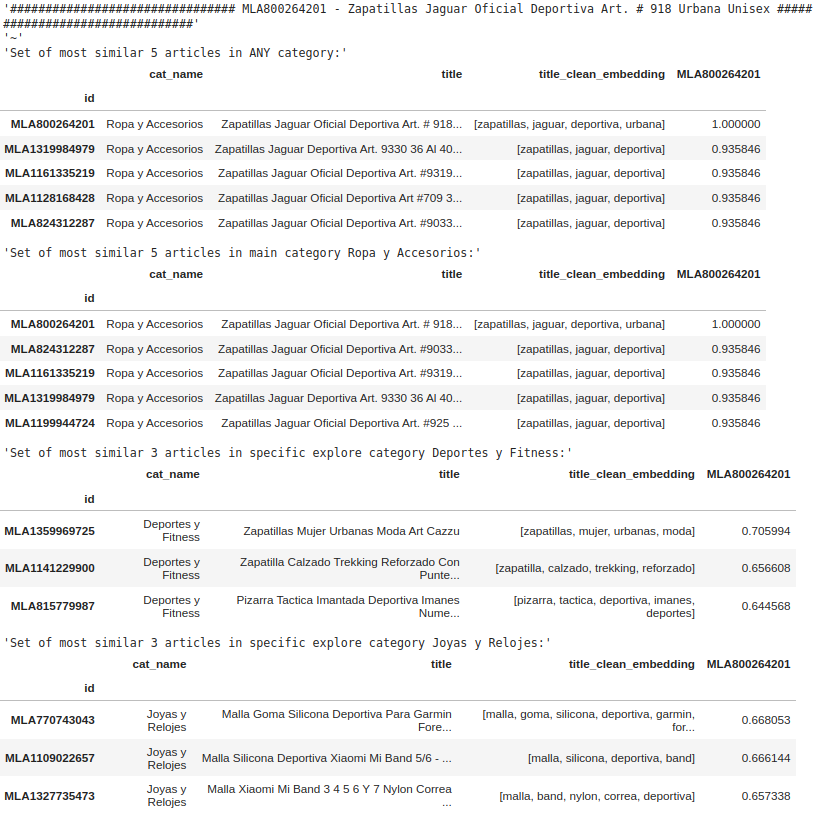 '################################ MLA800264201 - Zapatillas Jaguar Oficial Deportiva Art. # 918 Urbana Unisex #####
###########################'
'~'
'Set of most similar 5 articles in ANY category:'
cat_name title title_clean_embedding MLA800264201
id
MLA800264201 Ropa y Accesorios Zapatillas Jaguar Oficial Deportiva Art. # 918... [zapatillas, jaguar, deportiva, urbana] 1.000000
MLA1319984979 Ropa y Accesorios Zapatillas Jaguar Deportiva Art. 9330 36 Al 40... [zapatillas, jaguar, deportiva] 0.935846
MLA1161335219 Ropa y Accesorios Zapatillas Jaguar Oficial Deportiva Art. #9319... [zapatillas, jaguar, deportiva] 0.935846
MLA1128168428 Ropa y Accesorios Zapatillas Jaguar Oficial Deportiva Art #709 3... [zapatillas, jaguar, deportiva] 0.935846
MLA824312287 Ropa y Accesorios Zapatillas Jaguar Oficial Deportiva Art. #9033... [zapatillas, jaguar, deportiva] 0.935846
'Set of most similar 5 articles in main category Ropa y Accesorios:'
cat_name title title_clean_embedding MLA800264201
id
MLA800264201 Ropa y Accesorios Zapatillas Jaguar Oficial Deportiva Art. # 918... [zapatillas, jaguar, deportiva, urbana] 1.000000
MLA824312287 Ropa y Accesorios Zapatillas Jaguar Oficial Deportiva Art. #9033... [zapatillas, jaguar, deportiva] 0.935846
MLA1161335219 Ropa y Accesorios Zapatillas Jaguar Oficial Deportiva Art. #9319... [zapatillas, jaguar, deportiva] 0.935846
MLA1319984979 Ropa y Accesorios Zapatillas Jaguar Deportiva Art. 9330 36 Al 40... [zapatillas, jaguar, deportiva] 0.935846
MLA1199944724 Ropa y Accesorios Zapatillas Jaguar Oficial Deportiva Art. #925 ... [zapatillas, jaguar, deportiva] 0.935846
'Set of most similar 3 articles in specific explore category Deportes y Fitness:'
cat_name title title_clean_embedding MLA800264201
id
MLA1359969725 Deportes y Fitness Zapatillas Mujer Urbanas Moda Art Cazzu [zapatillas, mujer, urbanas, moda] 0.705994
MLA1141229900 Deportes y Fitness Zapatilla Calzado Trekking Reforzado Con Punte... [zapatilla, calzado, trekking, reforzado] 0.656608
MLA815779987 Deportes y Fitness Pizarra Tactica Imantada Deportiva Imanes Nume... [pizarra, tactica, deportiva, imanes, deportes] 0.644568
'Set of most similar 3 articles in specific explore category Joyas y Relojes:'
cat_name title title_clean_embedding MLA800264201
id
MLA770743043 Joyas y Relojes Malla Goma Silicona Deportiva Para Garmin Fore... [malla, goma, silicona, deportiva, garmin, for... 0.668053
MLA1109022657 Joyas y Relojes Malla Silicona Deportiva Xiaomi Mi Band 5/6 - ... [malla, silicona, deportiva, band] 0.666144
MLA1327735473 Joyas y Relojes Malla Xiaomi Mi Band 3 4 5 6 Y 7 Nylon Correa ... [malla, band, nylon, correa, deportiva] 0.657338